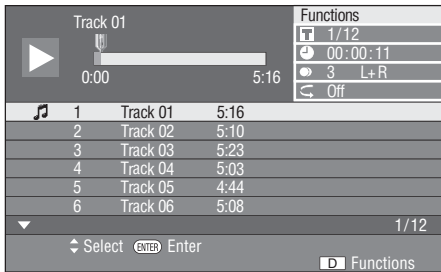 Track 01
0:00 5:16
Functions
T 1/12
00:00:11
3 L+R
Off
1 Track 01 5:16
2 Track 02 5:10
3 Track 03 5:23
4 Track 04 5:03
5 Track 05 4:44
6 Track 06 5:08
1/12
Select ENTER Enter
D Functions